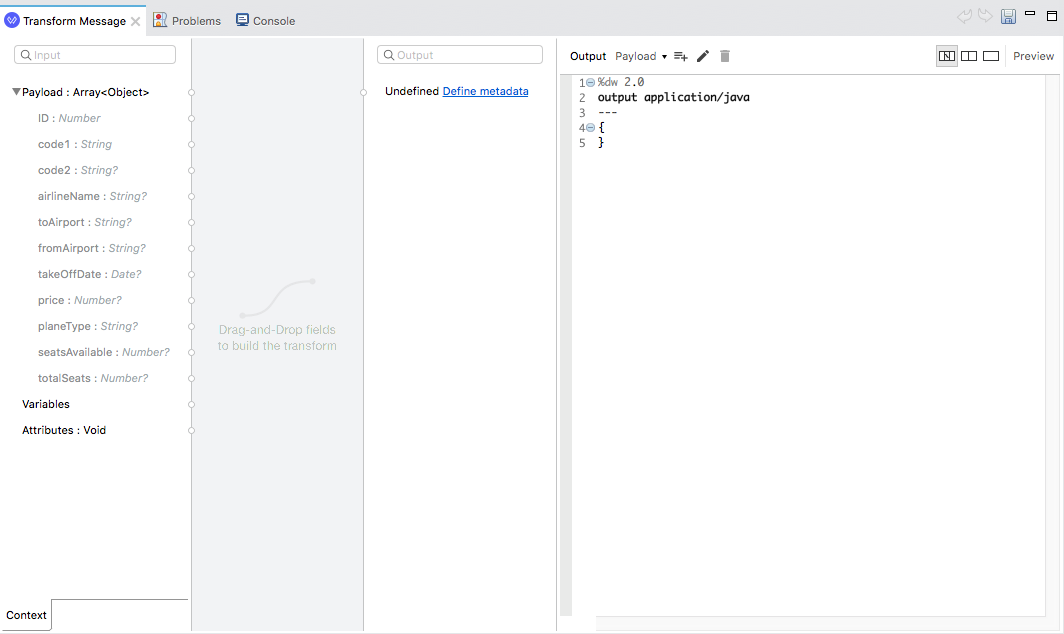 Transform Message
Problems
Console
Input
Payload : Array<Object>
ID : Number
code1 : String
code2 : String?
airlineName : String?
toAirport : String?
fromAirport : String?
takeOffDate : Date?
price : Number?
planeType : String?
seatsAvailable : Number?
totalSeats : Number?
Variables
Attributes : Void
Context
Drag-and-Drop fields
to build the transform
Output
Undefined Define metadata
Output Payload
Preview
1 %dw 2.0
2 output application/java
3 ---
4 {
5 }